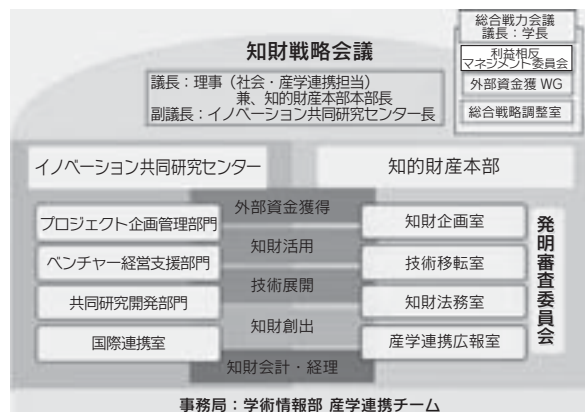 総合戦力会議
議長：学長
利益相反
マネジメント委員会
外部資金獲 WG
総合戦略調整室
知財戦略会議
議長：理事（社会・産学連携担当）
兼、知的財産本部本部長
副議長：イノベーション共同研究センター長
イノベーション共同研究センター
知的財産本部
プロジェクト企画管理部門
ベンチャー経営支援部門
共同研究開発部門
国際連携室
外部資金獲得
知財活用
技術展開
知財創出
知財会計・経理
知財企画室
技術移転室
知財法務室
産学連携広報室
発明審査委員会
事務局：学術情報部 産学連携チーム